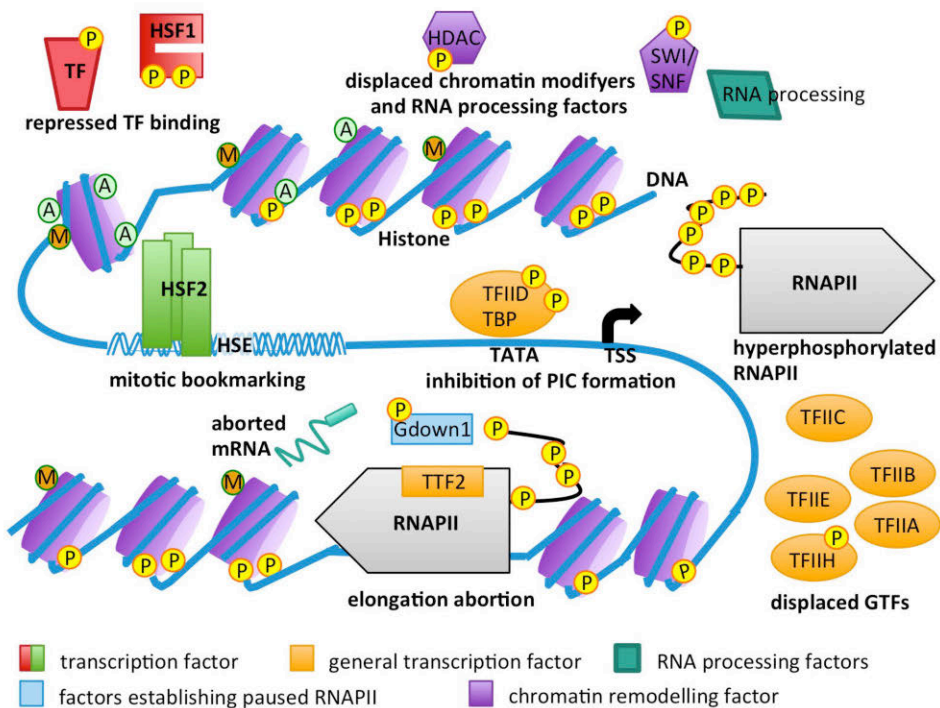 P
TF
HSF1
P P
repressed TF binding
HDAC
P
displaced chromatin modifyers
and RNA processing factors
P
SWI/
SNF
RNA processing
A
A
M
A
M
A
P
A
P P
M
P P
P P
Histone
DNA
P P P P P P P
RNAPII
hyperphosphorylated
RNAPII
HSF2
HSE
mitotic bookmarking
P
P
TFIID
TBP
TATA
TSS
inhibition of PIC formation
aborted
mRNA
P
Gdown1
P
P
P
P
TTF2
RNAPII
elongation abortion
M
P
P P
M
P P
P
P
TFIIC
TFIIB
TFIIE
TFIIA
P
TFIIH
displaced GTFs
transcription factor
general transcription factor
RNA processing factors
factors establishing paused RNAPII
chromatin remodelling factor